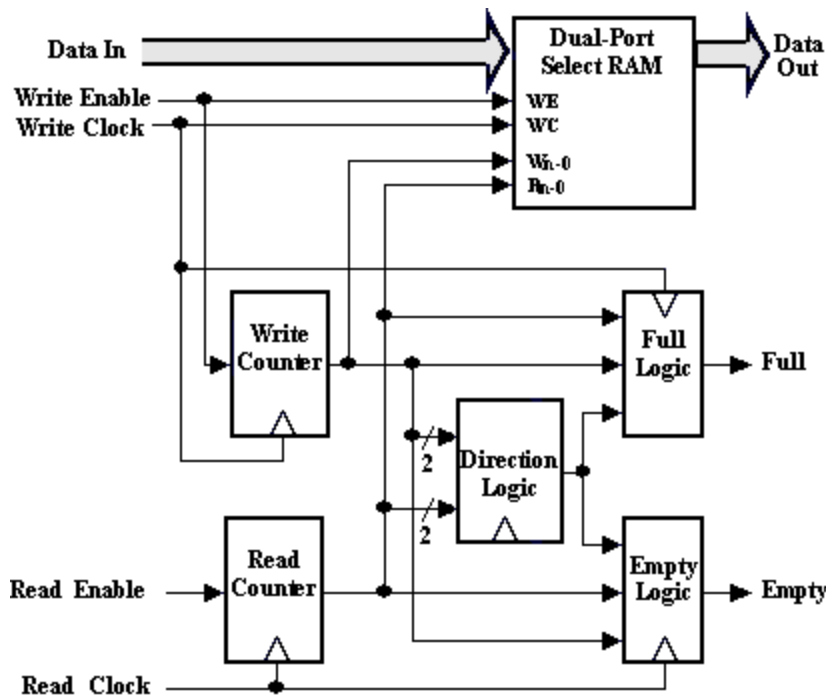 Data In
Dual-Port
Select RAM
Data
Out
Write Enable
WE
Write Clock
WC
Wn-0
Rn-0
Write
Counter
Full
Logic
Full
2
Direction
Logic
2
Read
Counter
Empty
Logic
Read Enable
Empty
Read Clock